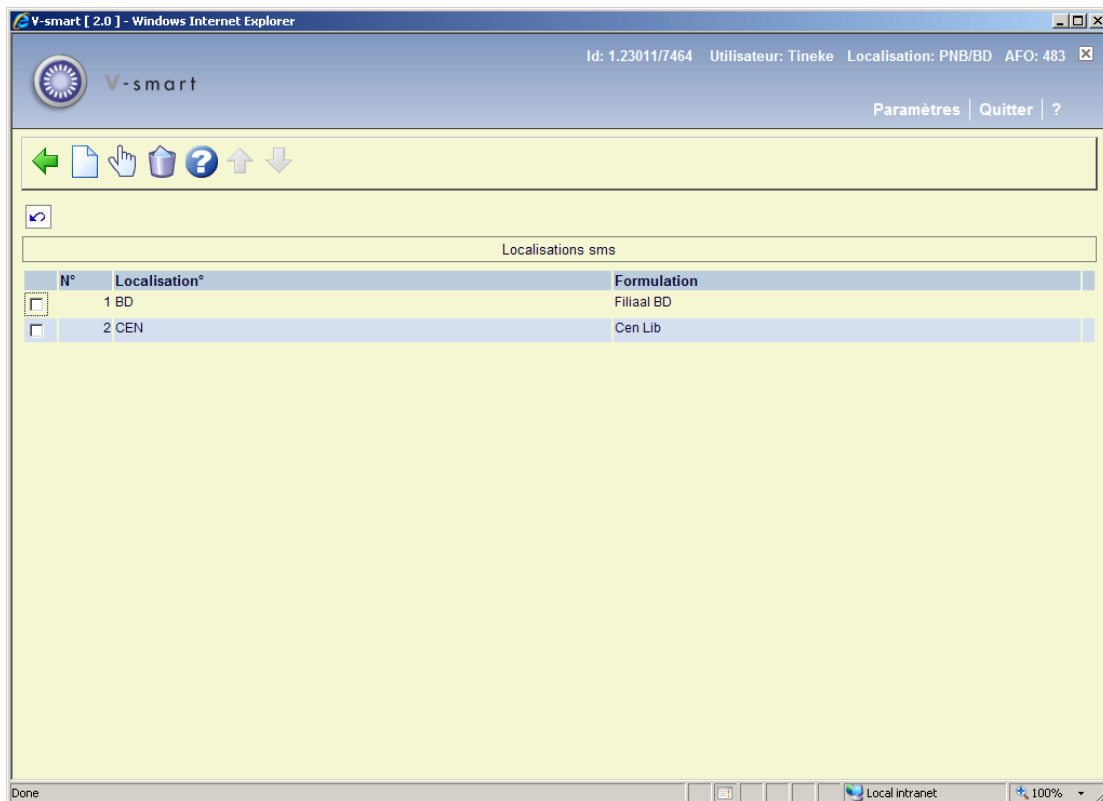 V-smart [ 2.0 ] - Windows Internet Explorer
Id: 1.23011/7464 Utilisateur: Tineke Localisation: PNB/BD AFO: 483
V-smart
Paramètres | Quitter | ?
Localisations sms
N° Localisation° Formulation
1 BD Filiaal BD
2 CEN Cen Lib
Done Local intranet 100%